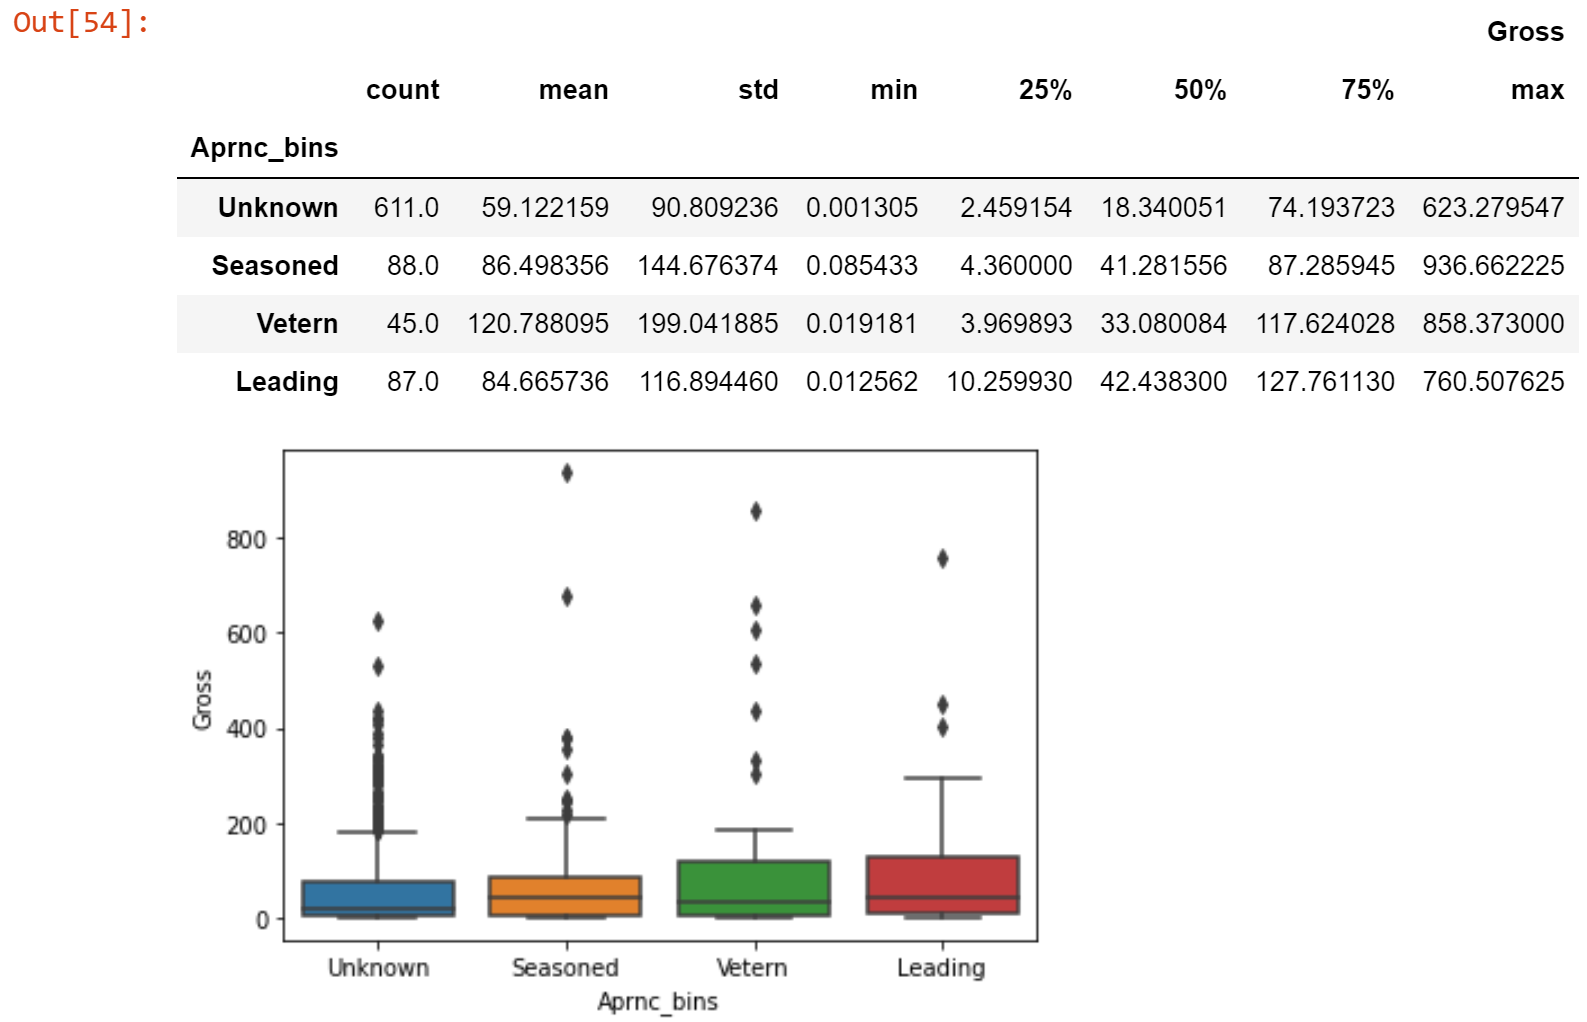 Out[54]:
Gross
count mean std min 25% 50% 75% max
Aprnc_bins
Unknown 611.0 59.122159 90.809236 0.001305 2.459154 18.340051 74.193723 623.279547
Seasoned 88.0 86.498356 144.676374 0.085433 4.360000 41.281556 87.285945 936.662225
Vetern 45.0 120.788095 199.041885 0.019181 3.969893 33.080084 117.624028 858.373000
Leading 87.0 84.665736 116.894460 0.012562 10.259930 42.438300 127.761130 760.507625
800
600
400
200
0
Gross
Unknown Seasoned Vetern Leading
Aprnc_bins